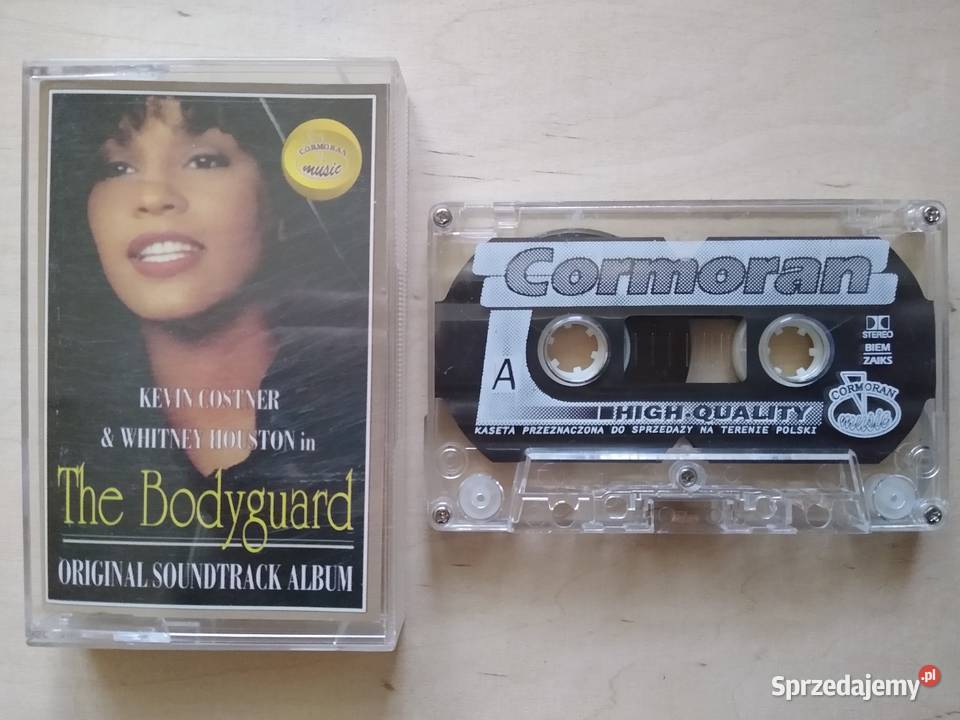 CORMORAN
music
KEVIN COSTNER
& WHITNEY HOUSTON in
The Bodyguard
ORIGINAL SOUNDTRACK ALBUM
Cormoran
A
STEREO
BIEM
ZAIKS
CORMORAN
music
HIGH-QUALITY
KASETA PRZEZNACZONA DO SPRZEDAZY NA TERENIE POLSKI
Sprzedajemy.pl